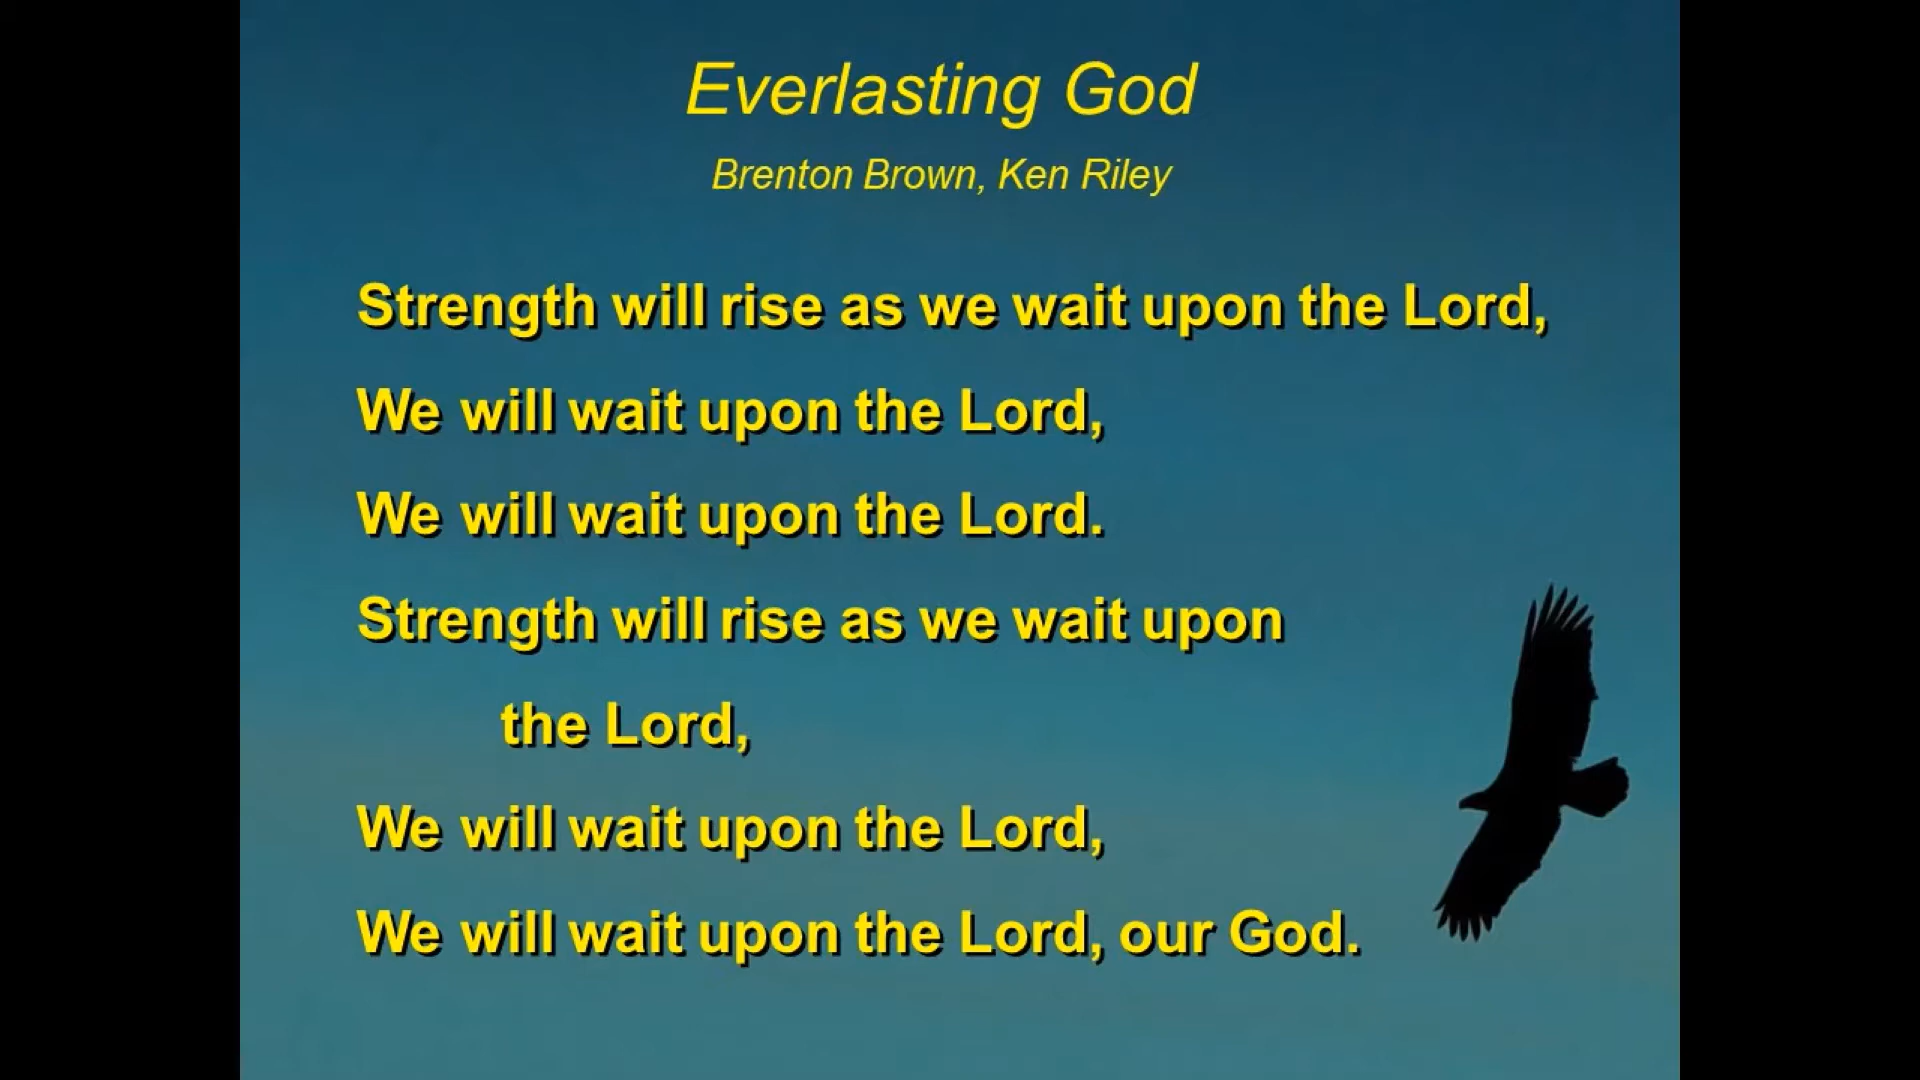 Everlasting God
Brenton Brown, Ken Riley
Strength will rise as we wait upon the Lord,
We will wait upon the Lord,
We will wait upon the Lord.
Strength will rise as we wait upon
the Lord,
We will wait upon the Lord,
We will wait upon the Lord, our God.